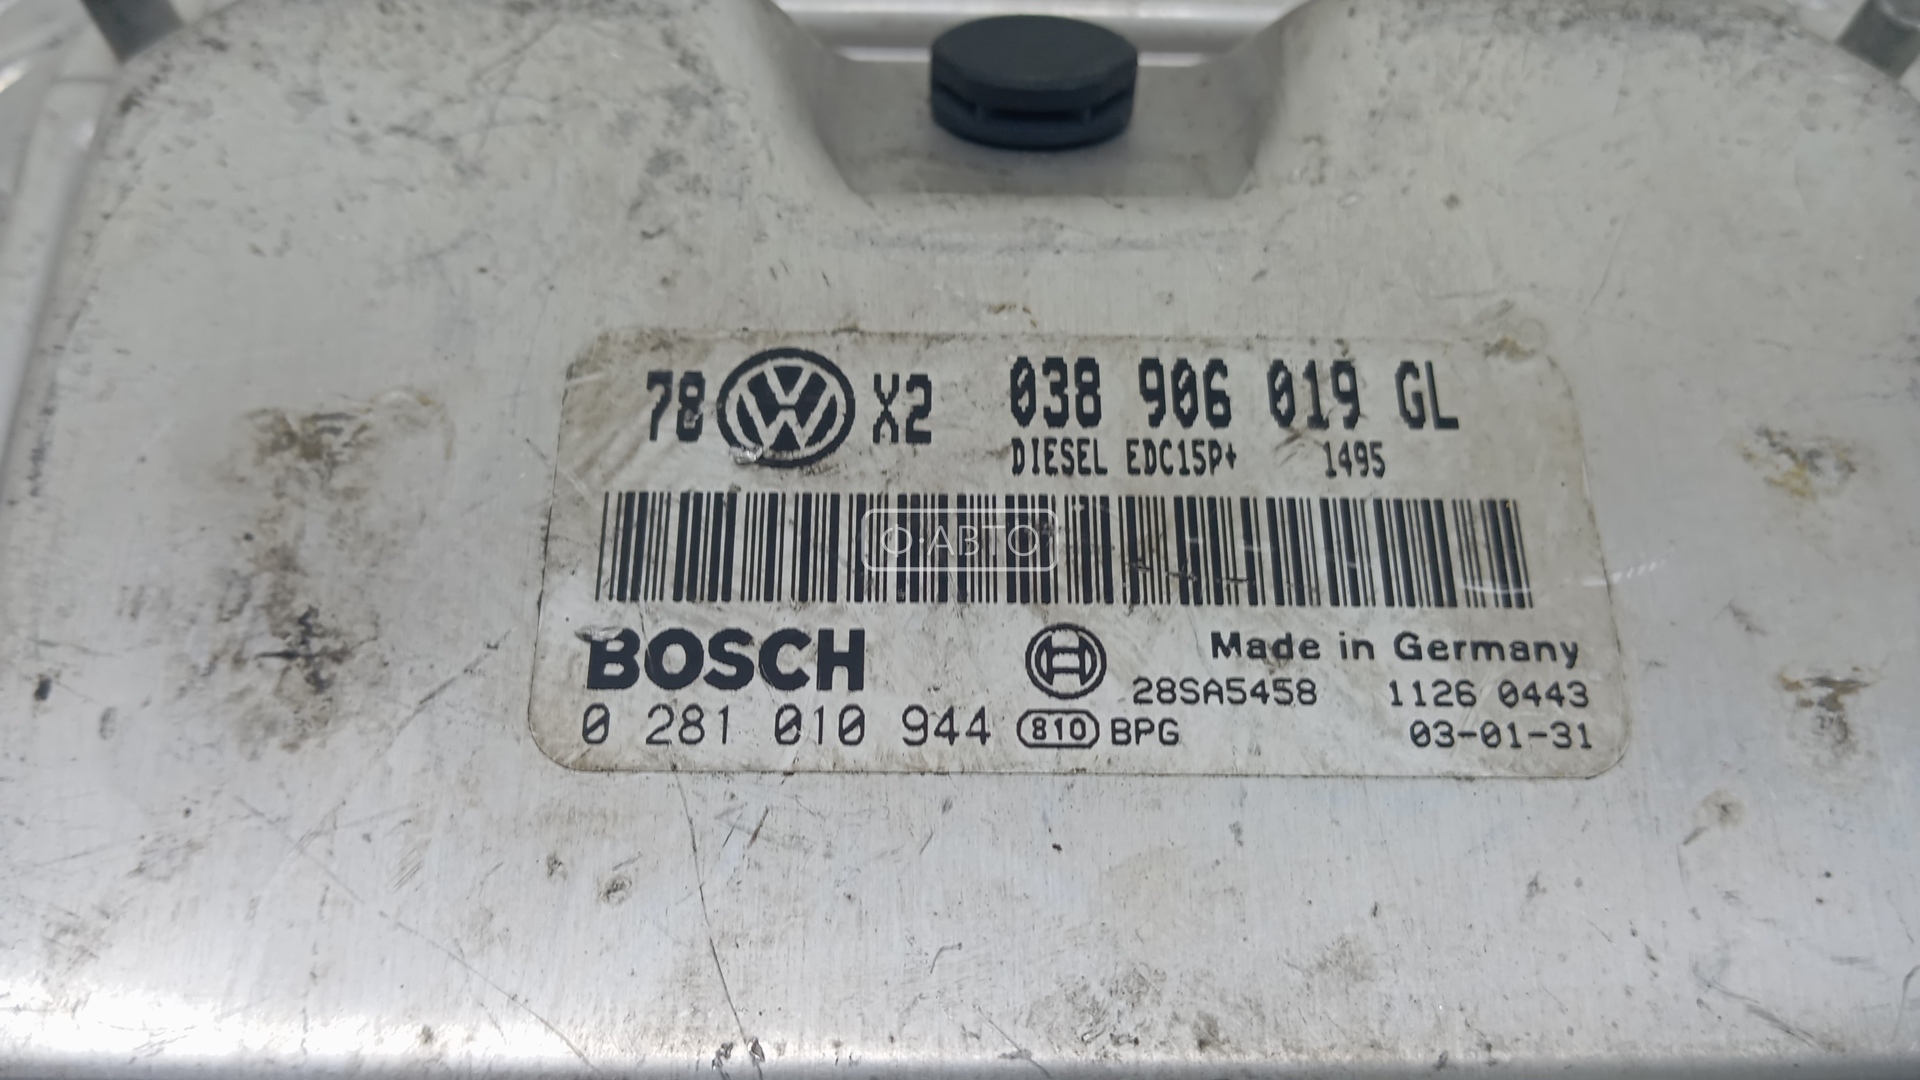 78 VW X2 038 906 019 GL
DIESEL EDC15P+ 1495
О·АВТО
BOSCH
Made in Germany
28SA5458 1126 0443
0 281 010 944 810 BPG 03-01-31